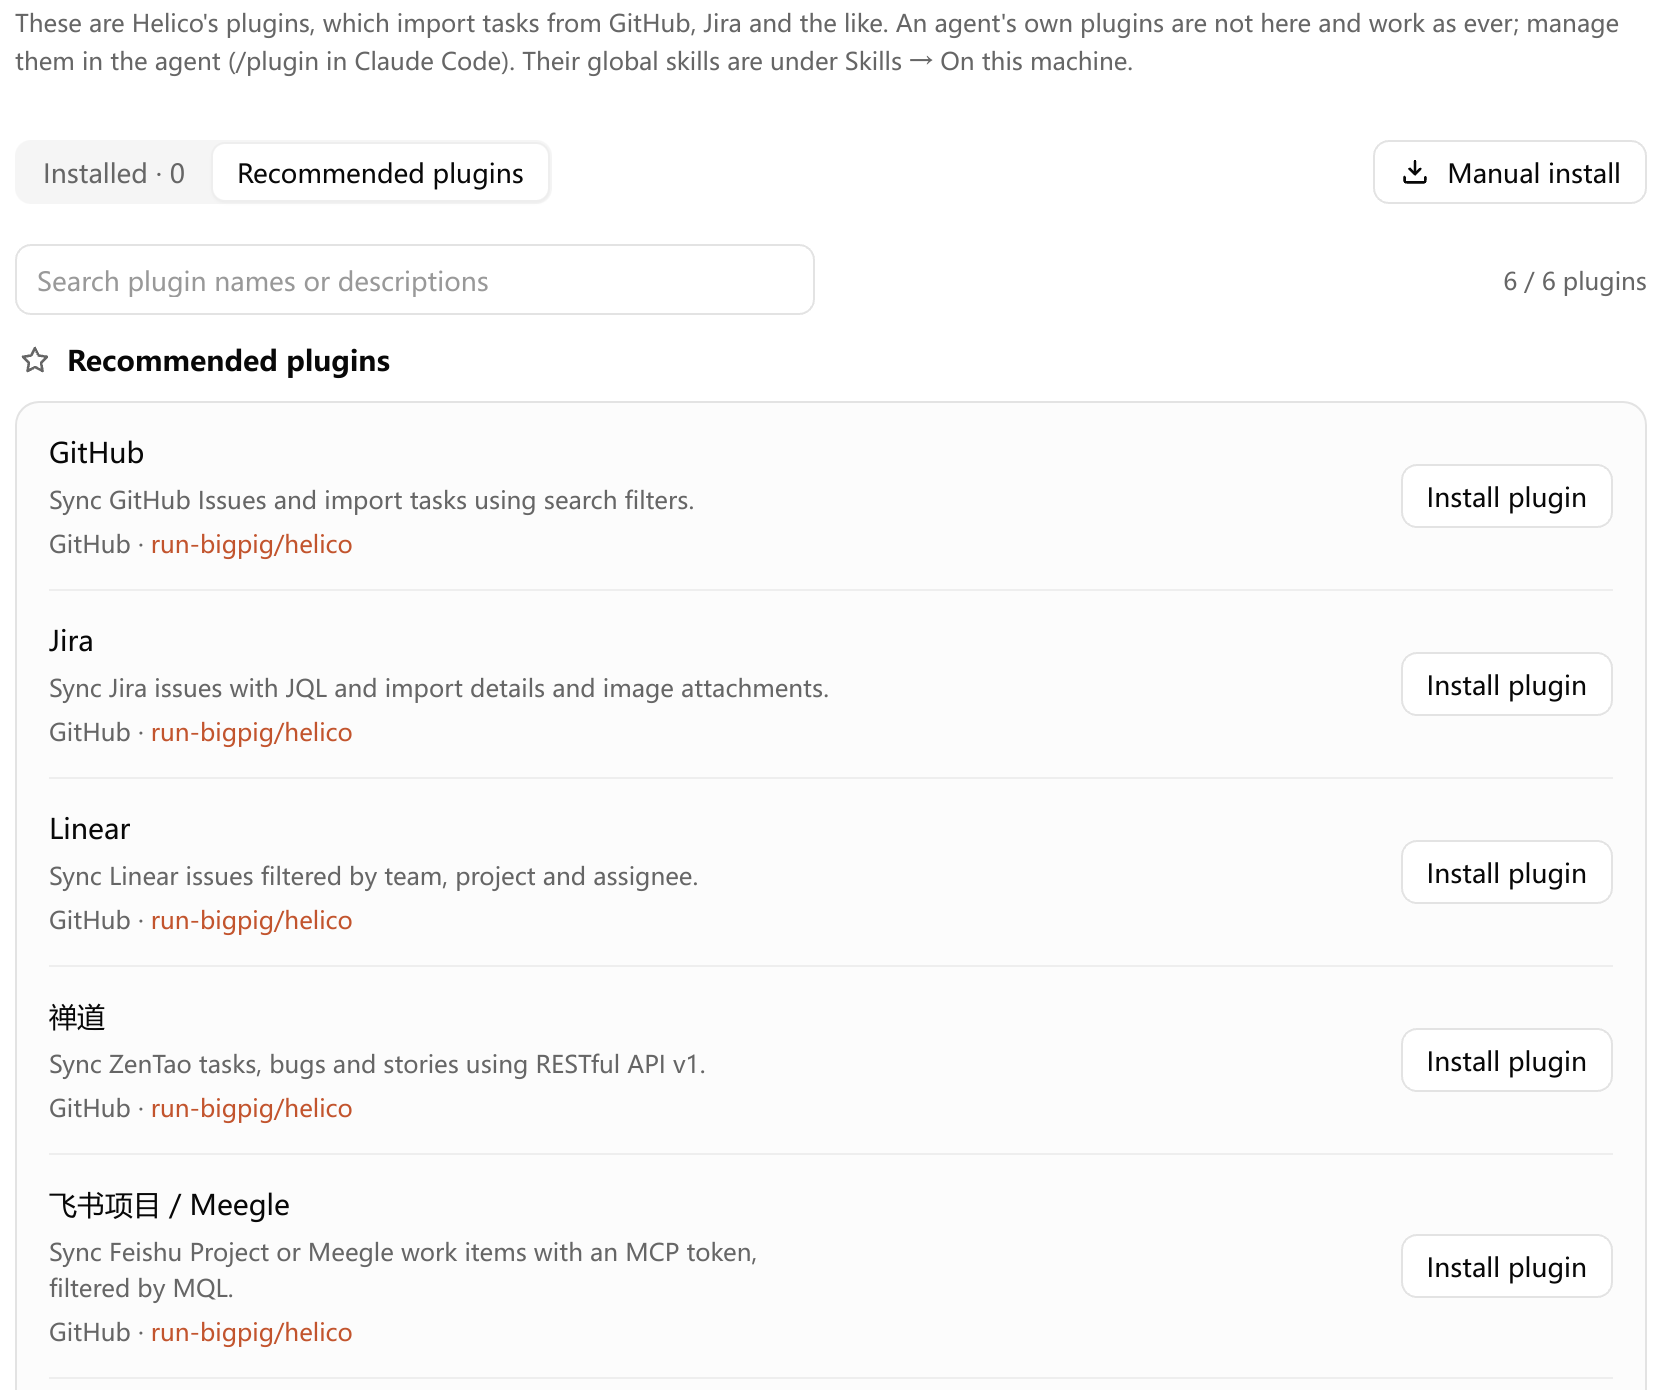 These are Helico's plugins, which import tasks from GitHub, Jira and the like. An agent's own plugins are not here and work as ever; manage
them in the agent (/plugin in Claude Code). Their global skills are under Skills → On this machine.
Installed · 0
Recommended plugins
Manual install
Search plugin names or descriptions
6 / 6 plugins
Recommended plugins
GitHub
Sync GitHub Issues and import tasks using search filters.
GitHub · run-bigpig/helico
Install plugin
Jira
Sync Jira issues with JQL and import details and image attachments.
GitHub · run-bigpig/helico
Install plugin
Linear
Sync Linear issues filtered by team, project and assignee.
GitHub · run-bigpig/helico
Install plugin
禅道
Sync ZenTao tasks, bugs and stories using RESTful API v1.
GitHub · run-bigpig/helico
Install plugin
飞书项目 / Meegle
Sync Feishu Project or Meegle work items with an MCP token,
filtered by MQL.
GitHub · run-bigpig/helico
Install plugin